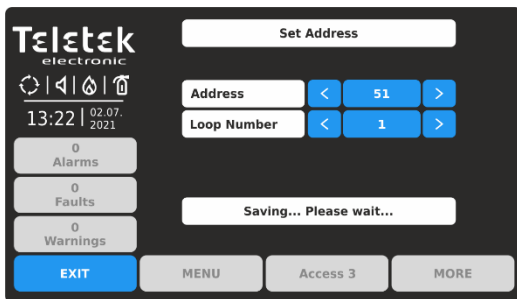 Teletek
electronic
13:22 02.07.
2021
0
Alarms
0
Faults
0
Warnings
EXIT
Set Address
Address < 51 >
Loop Number < 1 >
Saving... Please wait...
MENU
Access 3
MORE